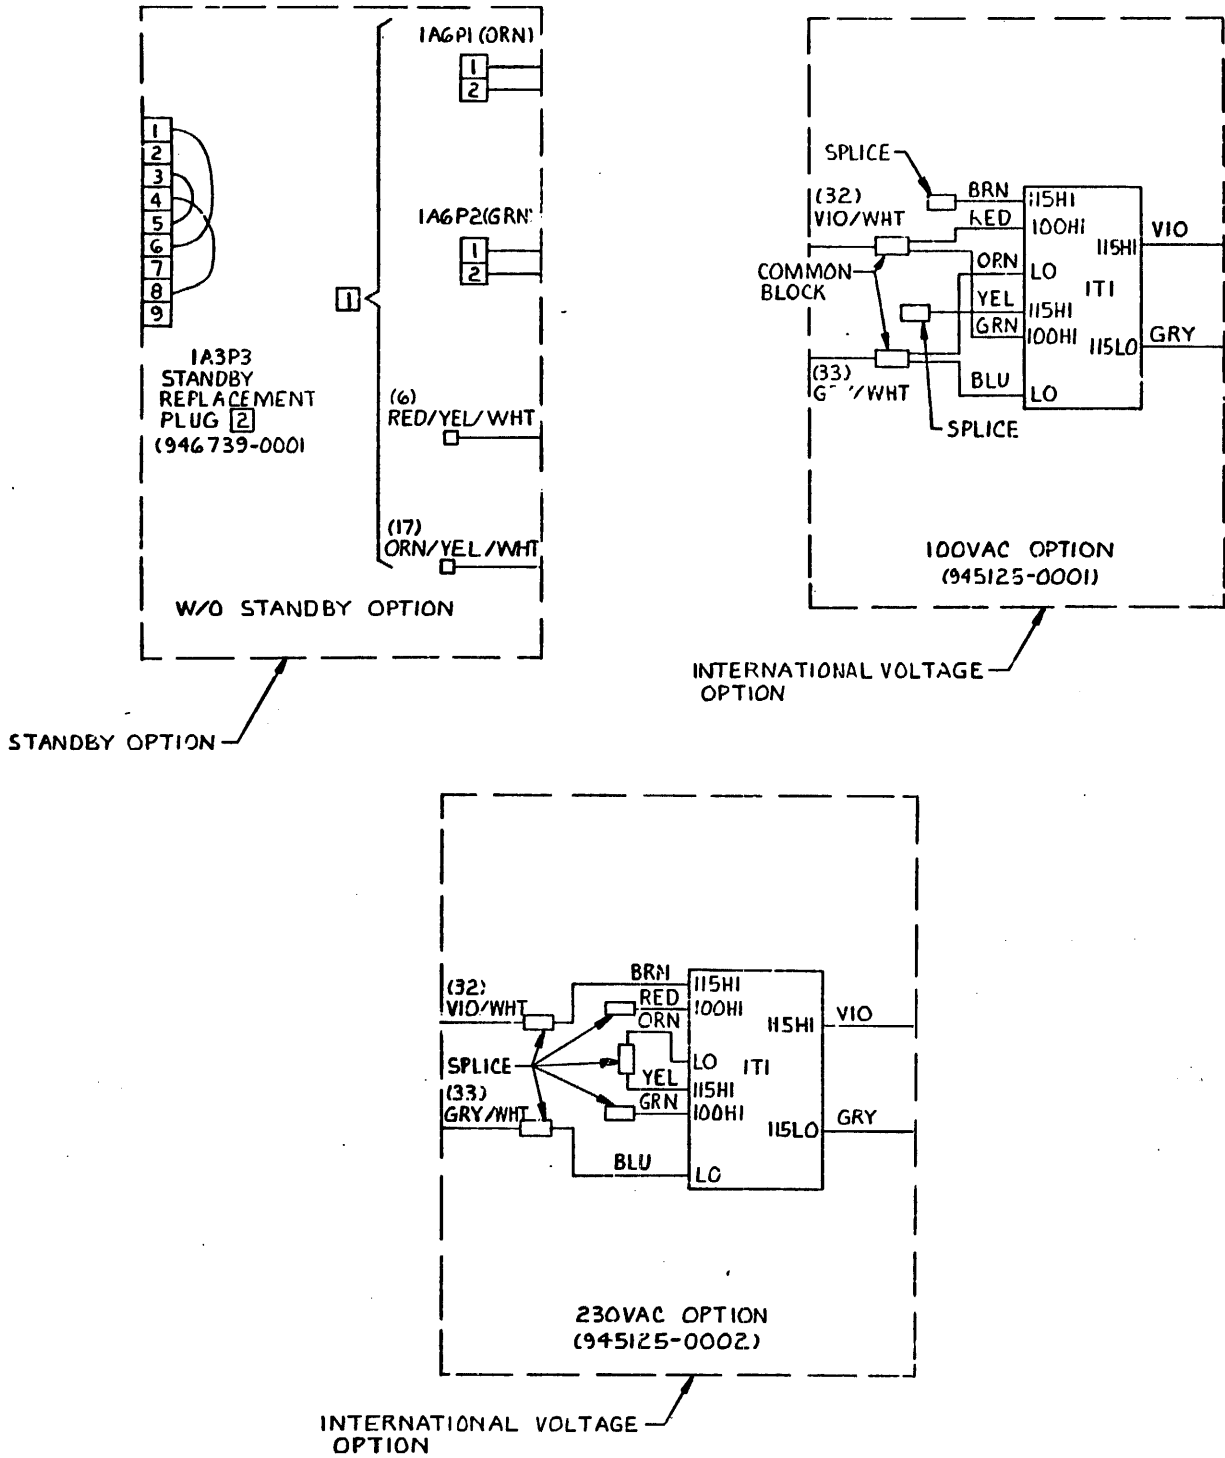 1A6P1 (ORN)
1
2
1
2
3
4
5
6
7
8
9
1A6P2(GRN)
1
2
1
1A3P3
STANDBY
REPLACEMENT
PLUG 2
(946739-0001
(6)
RED/YEL/WHT
(17)
ORN/YEL/WHT
W/O STANDBY OPTION
STANDBY OPTION
SPLICE
(32)
VIO/WHT
BRN
RED
ORN
YEL
GRN
BLU
COMMON
BLOCK
(33)
/WHT
SPLICE
115HI
100HI
LO
115HI
100HI
LO
1T1
115HI
115LO
VIO
GRY
100VAC OPTION
(945125-0001)
INTERNATIONAL VOLTAGE
OPTION
(32)
VIO/WHT
SPLICE
(33)
GRY/WHT
BRN
RED
ORN
YEL
GRN
BLU
115HI
100HI
LO
115HI
100HI
LO
1T1
115HI
115LO
VIO
GRY
230VAC OPTION
(945125-0002)
INTERNATIONAL VOLTAGE
OPTION